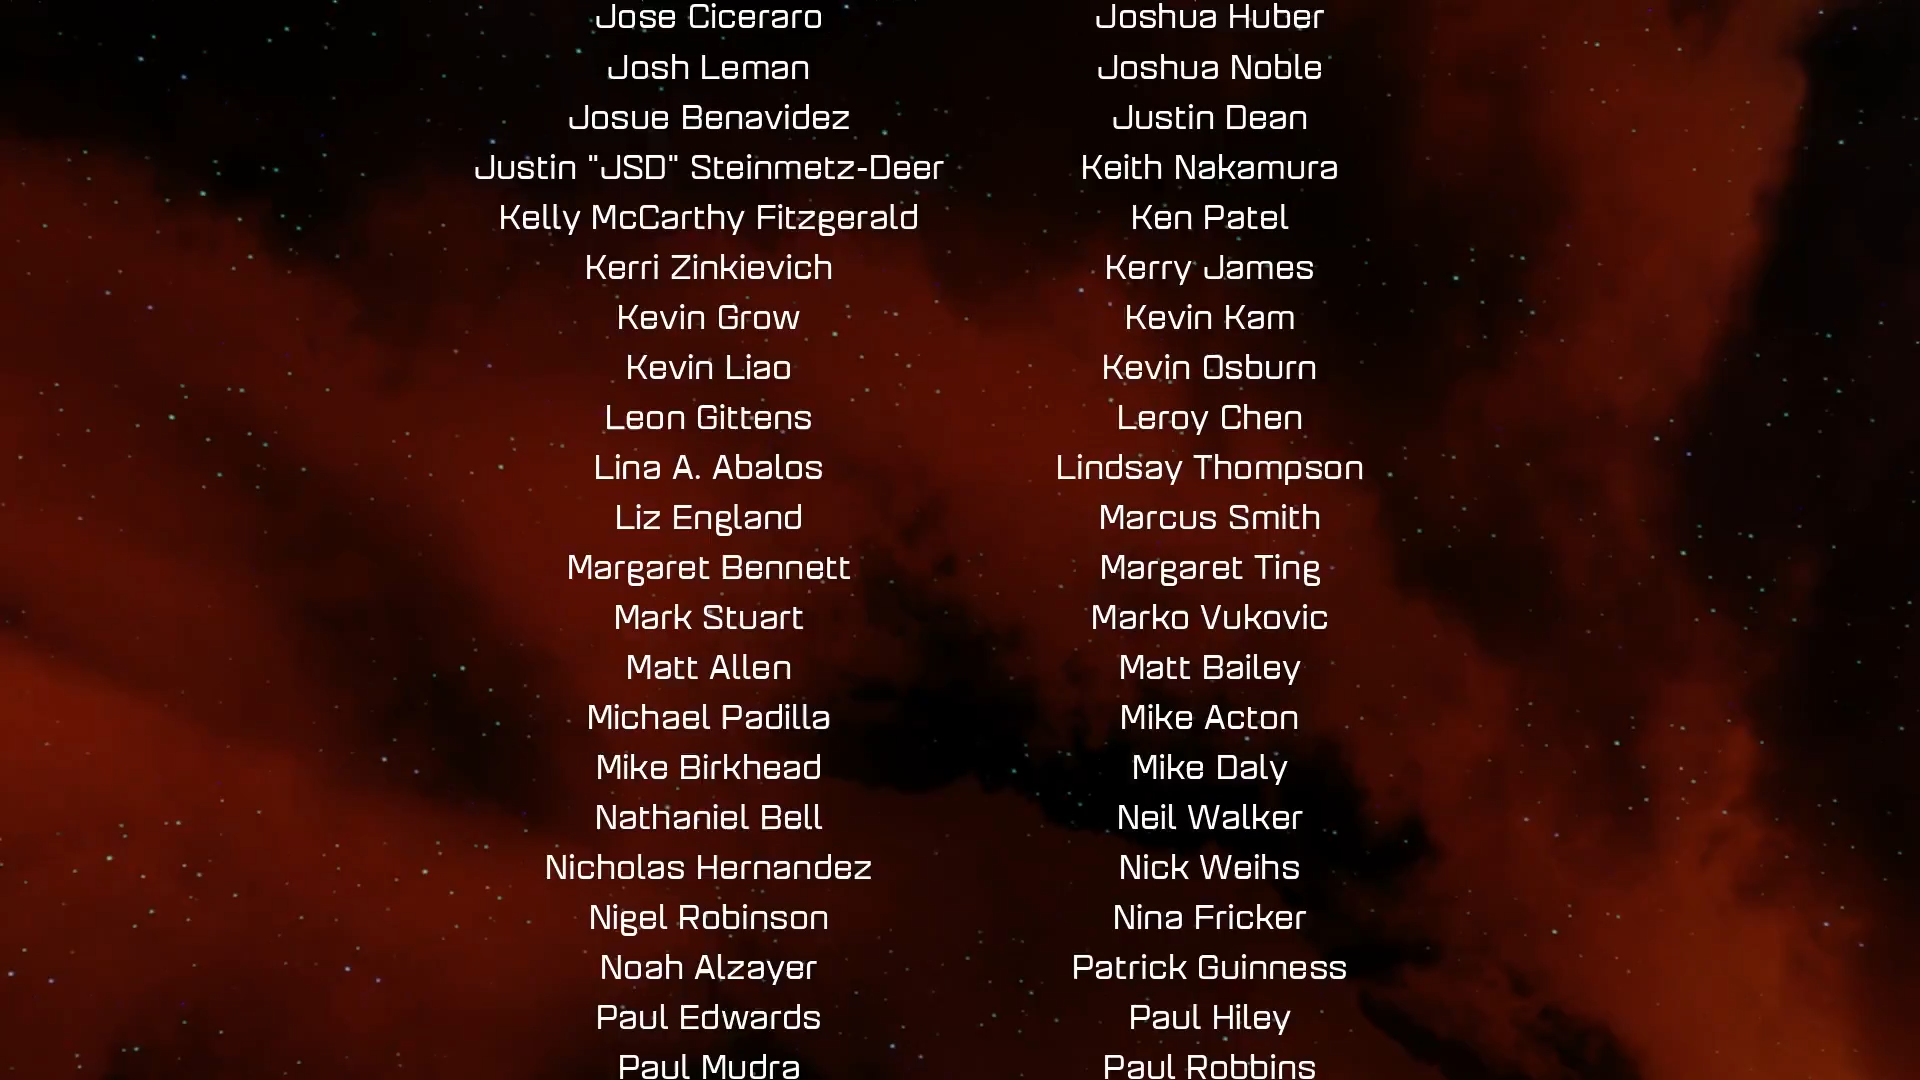 Jose Ciceraro Joshua Huber
Josh Leman Joshua Noble
Josue Benavidez Justin Dean
Justin "JSD" Steinmetz-Deer Keith Nakamura
Kelly McCarthy Fitzgerald Ken Patel
Kerri Zinkievich Kerry James
Kevin Grow Kevin Kam
Kevin Liao Kevin Osburn
Leon Gittens Leroy Chen
Lina A. Abalos Lindsay Thompson
Liz England Marcus Smith
Margaret Bennett Margaret Ting
Mark Stuart Marko Vukovic
Matt Allen Matt Bailey
Michael Padilla Mike Acton
Mike Birkhead Mike Daly
Nathaniel Bell Neil Walker
Nicholas Hernandez Nick Weihs
Nigel Robinson Nina Fricker
Noah Alzayer Patrick Guinness
Paul Edwards Paul Hiley
Paul Mudra Paul Robbins